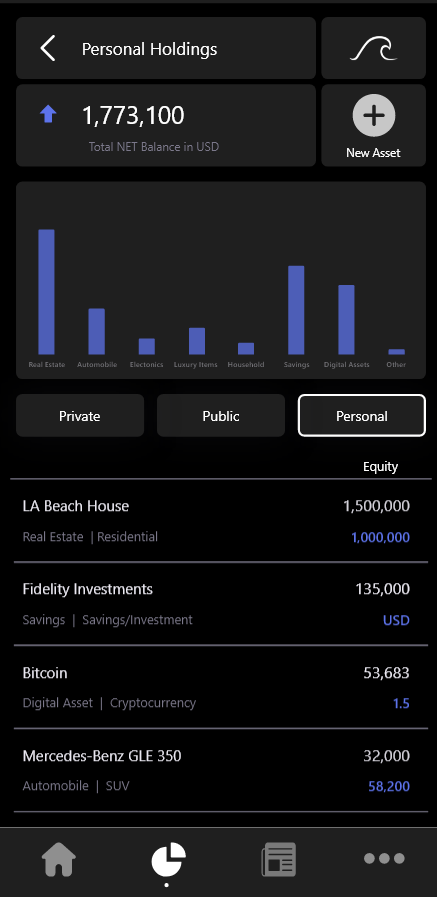 Personal Holdings
1,773,100
Total NET Balance in USD
New Asset
Real Estate Automobile Electonics Luxury Items Household Savings Digital Assets Other
Private Public Personal
Equity
LA Beach House 1,500,000
Real Estate | Residential 1,000,000
Fidelity Investments 135,000
Savings | Savings/Investment USD
Bitcoin 53,683
Digital Asset | Cryptocurrency 1.5
Mercedes-Benz GLE 350 32,000
Automobile | SUV 58,200